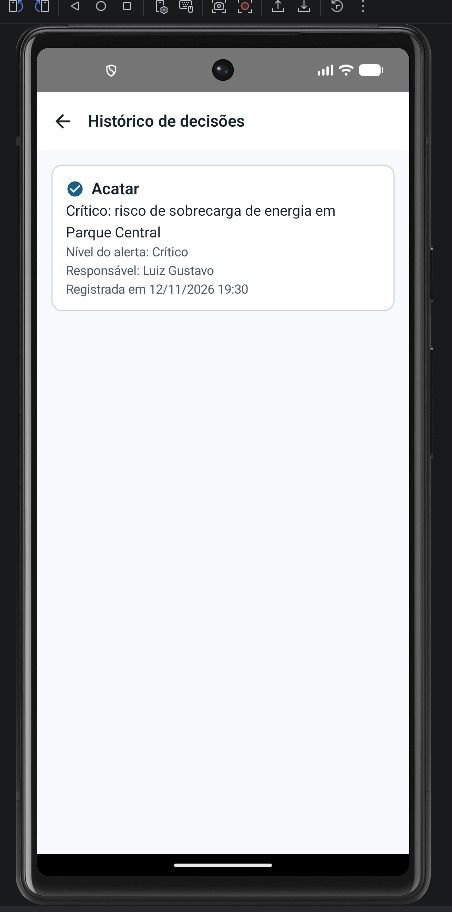 Histórico de decisões
Acatar
Crítico: risco de sobrecarga de energia em
Parque Central
Nível do alerta: Crítico
Responsável: Luiz Gustavo
Registrada em 12/11/2026 19:30